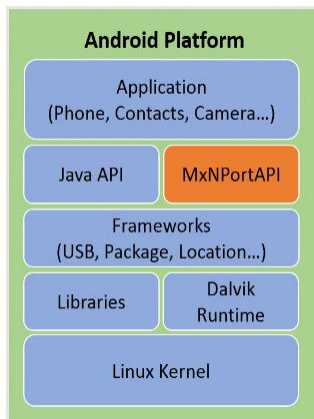 Android Platform
Application
(Phone, Contacts, Camera…)
Java API
MxNPortAPI
Frameworks
(USB, Package, Location…)
Libraries
Dalvik
Runtime
Linux Kernel